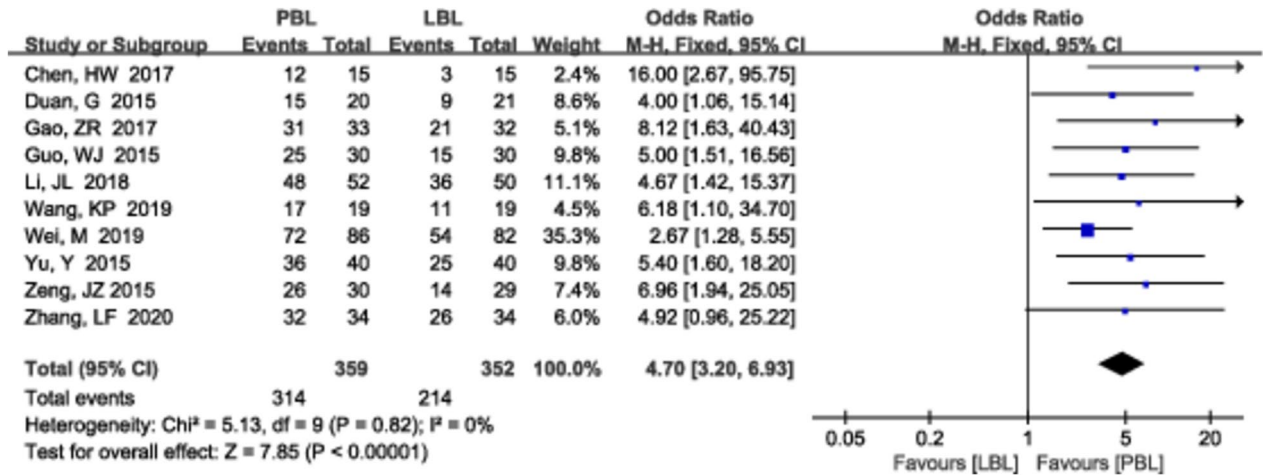 PBL LBL Odds Ratio Odds Ratio
Study or Subgroup Events Total Events Total Weight M-H, Fixed, 95% CI M-H, Fixed, 95% CI
Chen, HW 2017 12 15 3 15 2.4% 16.00 [2.67, 95.75]
Duan, G 2015 15 20 9 21 8.6% 4.00 [1.06, 15.14]
Gao, ZR 2017 31 33 21 32 5.1% 8.12 [1.63, 40.43]
Guo, WJ 2015 25 30 15 30 9.8% 5.00 [1.51, 16.56]
Li, JL 2018 48 52 36 50 11.1% 4.67 [1.42, 15.37]
Wang, KP 2019 17 19 11 19 4.5% 6.18 [1.10, 34.70]
Wei, M 2019 72 86 54 82 35.3% 2.67 [1.28, 5.55]
Yu, Y 2015 36 40 25 40 9.8% 5.40 [1.60, 18.20]
Zeng, JZ 2015 26 30 14 29 7.4% 6.96 [1.94, 25.05]
Zhang, LF 2020 32 34 26 34 6.0% 4.92 [0.96, 25.22]
Total (95% CI) 359 352 100.0% 4.70 [3.20, 6.93]
Total events 314 214
Heterogeneity: Chi² = 5.13, df = 9 (P = 0.82); I² = 0%
Test for overall effect: Z = 7.85 (P < 0.00001)
0.05 0.2 1 5 20
Favours [LBL] Favours [PBL]